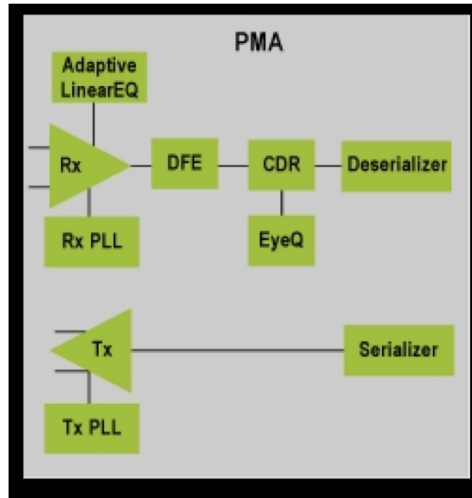 PMA
Adaptive
LinearEQ
Rx
DFE
CDR
Deserializer
Rx PLL
EyeQ
Tx
Serializer
Tx PLL